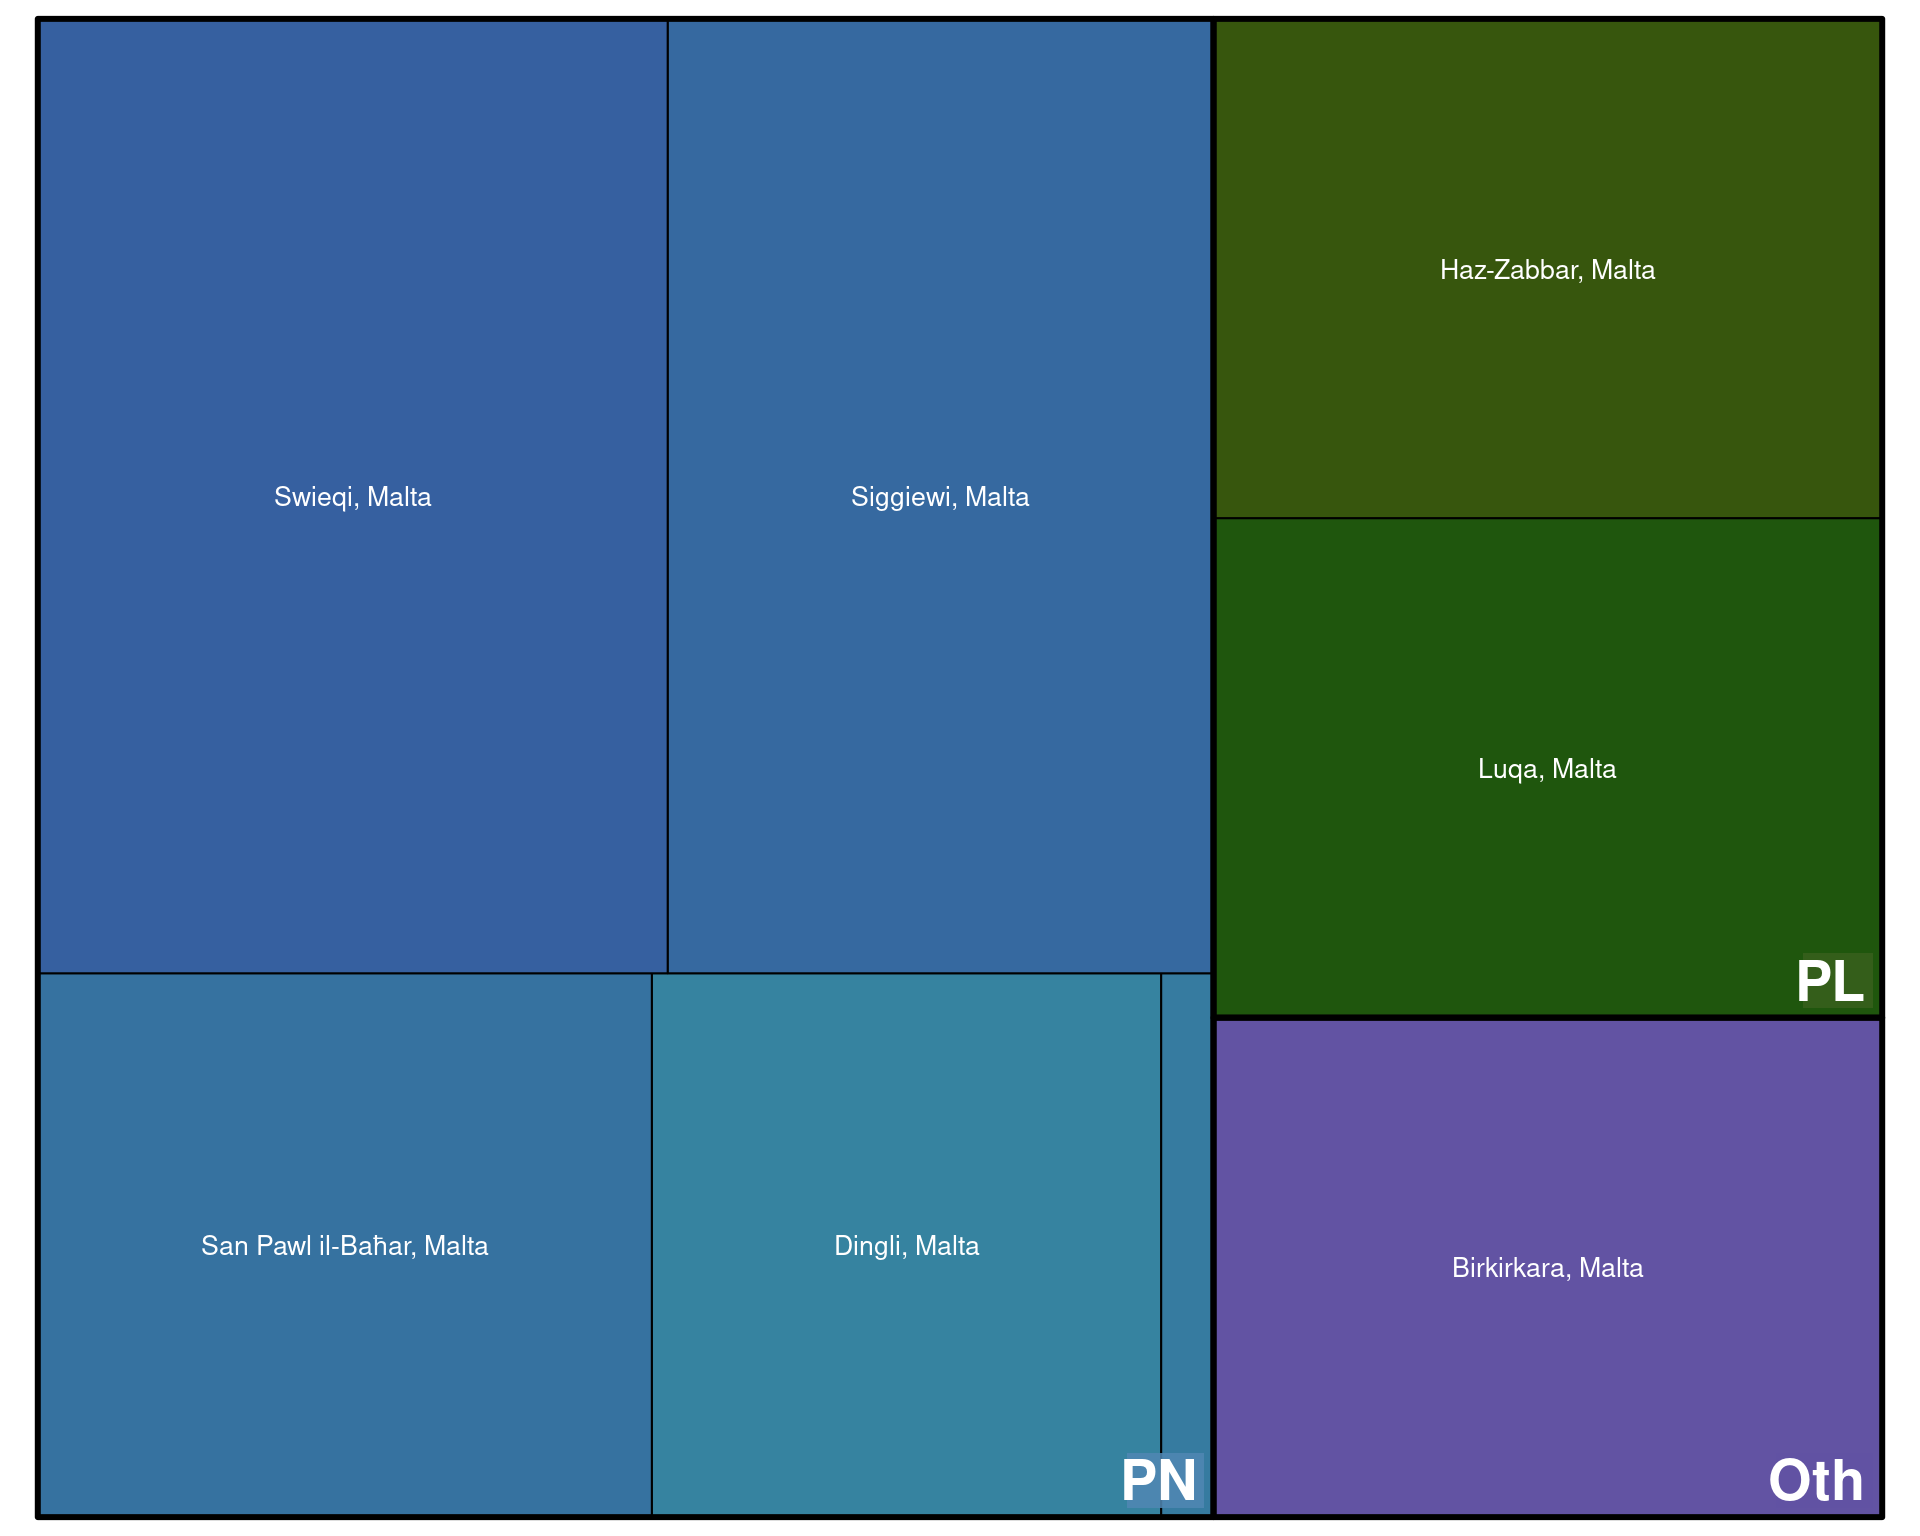 Swieqi, Malta
Siggiewi, Malta
Haz-Zabbar, Malta
Luqa, Malta
PL
San Pawl il-Baħar, Malta
Dingli, Malta
PN
Birkirkara, Malta
Oth